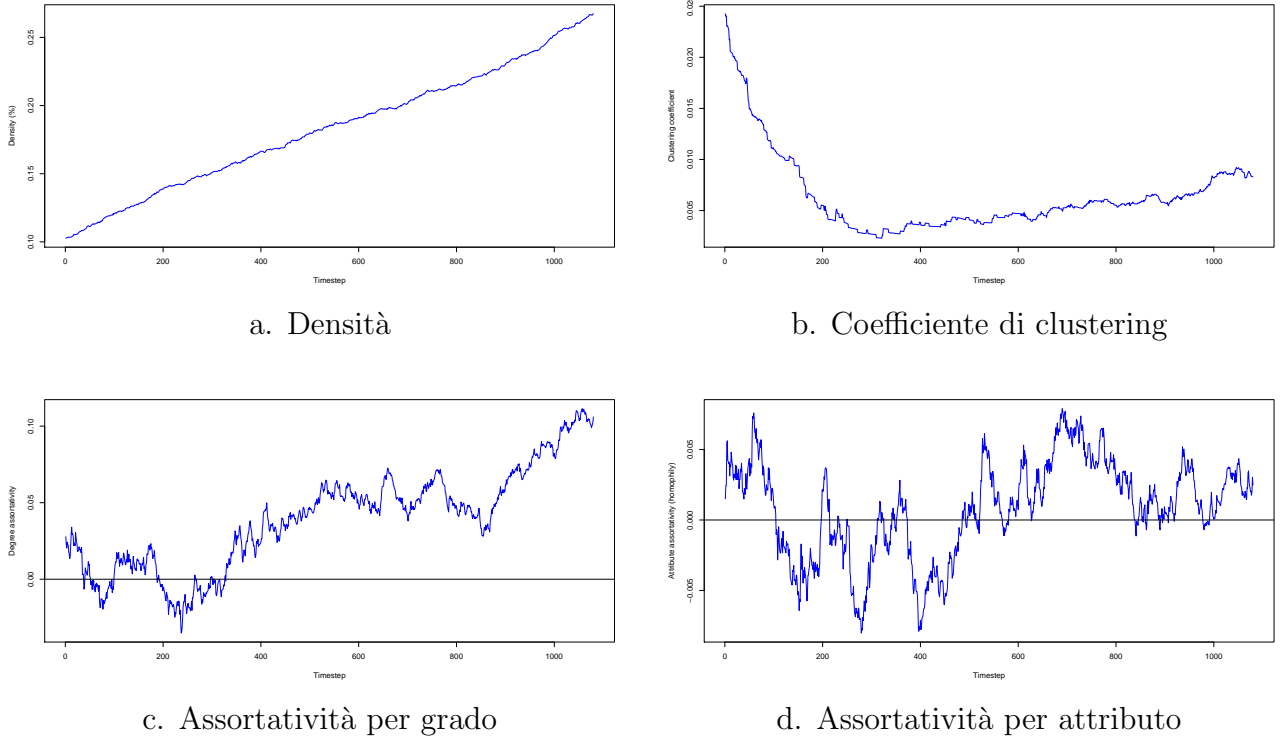 0.10 0.15 0.20 0.25
Density (%)
0 200 400 600 800 1000
Timestep
a. Densità
0.005 0.010 0.015 0.020 0.025
Clustering coefficient
0 200 400 600 800 1000
Timestep
b. Coefficiente di clustering
0.00 0.05 0.10
Degree assortativity
0 200 400 600 800 1000
Timestep
c. Assortatività per grado
-0.005 0.000 0.005
Attribute assortativity (homophily)
0 200 400 600 800 1000
Timestep
d. Assortatività per attributo